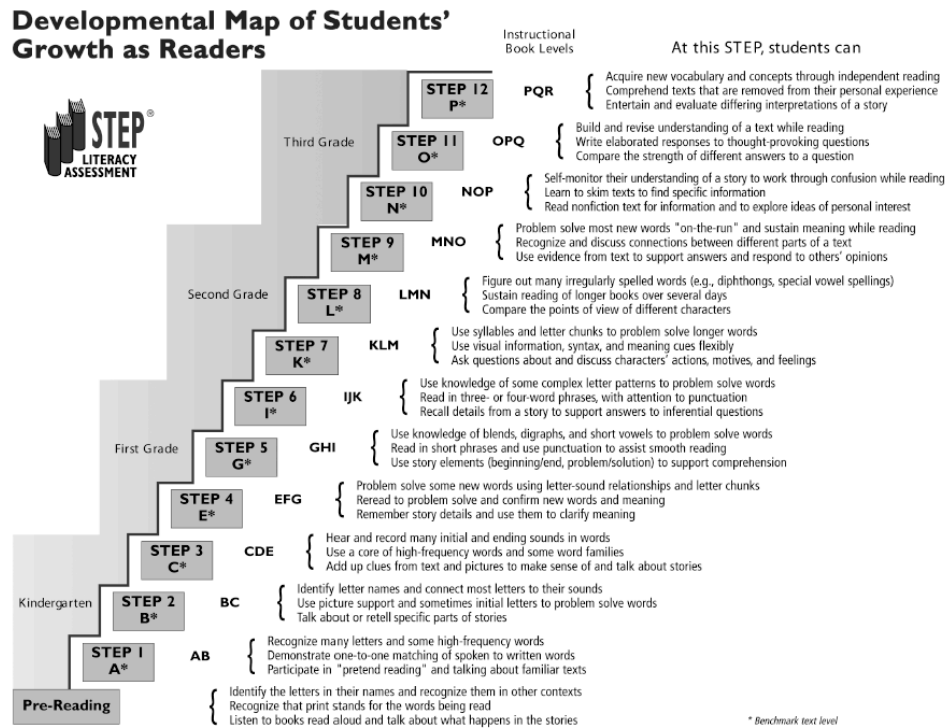 Developmental Map of Students'
Growth as Readers
Instructional
Book Levels
At this STEP, students can
STEP®
LITERACY
ASSESSMENT
Third Grade
Second Grade
First Grade
Kindergarten
STEP 12
P*
PQR
Acquire new vocabulary and concepts through independent reading
Comprehend texts that are removed from their personal experience
Entertain and evaluate differing interpretations of a story
STEP 11
O*
OPQ
Build and revise understanding of a text while reading
Write elaborated responses to thought-provoking questions
Compare the strength of different answers to a question
STEP 10
N*
NOP
Self-monitor their understanding of a story to work through confusion while reading
Learn to skim texts to find specific information
Read nonfiction text for information and to explore ideas of personal interest
STEP 9
M*
MNO
Problem solve most new words "on-the-run" and sustain meaning while reading
Recognize and discuss connections between different parts of a text
Use evidence from text to support answers and respond to others' opinions
STEP 8
L*
LMN
Figure out many irregularly spelled words (e.g., diphthongs, special vowel spellings)
Sustain reading of longer books over several days
Compare the points of view of different characters
STEP 7
K*
KLM
Use syllables and letter chunks to problem solve longer words
Use visual information, syntax, and meaning cues flexibly
Ask questions about and discuss characters' actions, motives, and feelings
STEP 6
I*
IJK
Use knowledge of some complex letter patterns to problem solve words
Read in three- or four-word phrases, with attention to punctuation
Recall details from a story to support answers to inferential questions
STEP 5
G*
GHI
Use knowledge of blends, digraphs, and short vowels to problem solve words
Read in short phrases and use punctuation to assist smooth reading
Use story elements (beginning/end, problem/solution) to support comprehension
STEP 4
E*
EFG
Problem solve some new words using letter-sound relationships and letter chunks
Reread to problem solve and confirm new words and meaning
Remember story details and use them to clarify meaning
STEP 3
C*
CDE
Hear and record many initial and ending sounds in words
Use a core of high-frequency words and some word families
Add up clues from text and pictures to make sense of and talk about stories
STEP 2
B*
BC
Identify letter names and connect most letters to their sounds
Use picture support and sometimes initial letters to problem solve words
Talk about or retell specific parts of stories
STEP 1
A*
AB
Recognize many letters and some high-frequency words
Demonstrate one-to-one matching of spoken to written words
Participate in "pretend reading" and talking about familiar texts
Pre-Reading
Identify the letters in their names and recognize them in other contexts
Recognize that print stands for the words being read
Listen to books read aloud and talk about what happens in the stories
* Benchmark text level